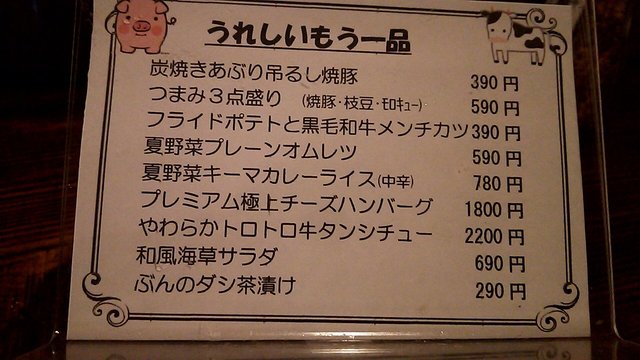 うれしいもう一品
炭焼きあぶり吊るし焼豚 390円
つまみ３点盛り (焼豚・枝豆・ﾓﾛｷｭｰ) 590円
フライドポテトと黒毛和牛メンチカツ 390円
夏野菜プレーンオムレツ 590円
夏野菜キーマカレーライス(中辛) 780円
プレミアム極上チーズハンバーグ 1800円
やわらかトロトロ牛タンシチュー 2200円
和風海草サラダ 690円
ぶんのダシ茶漬け 290円